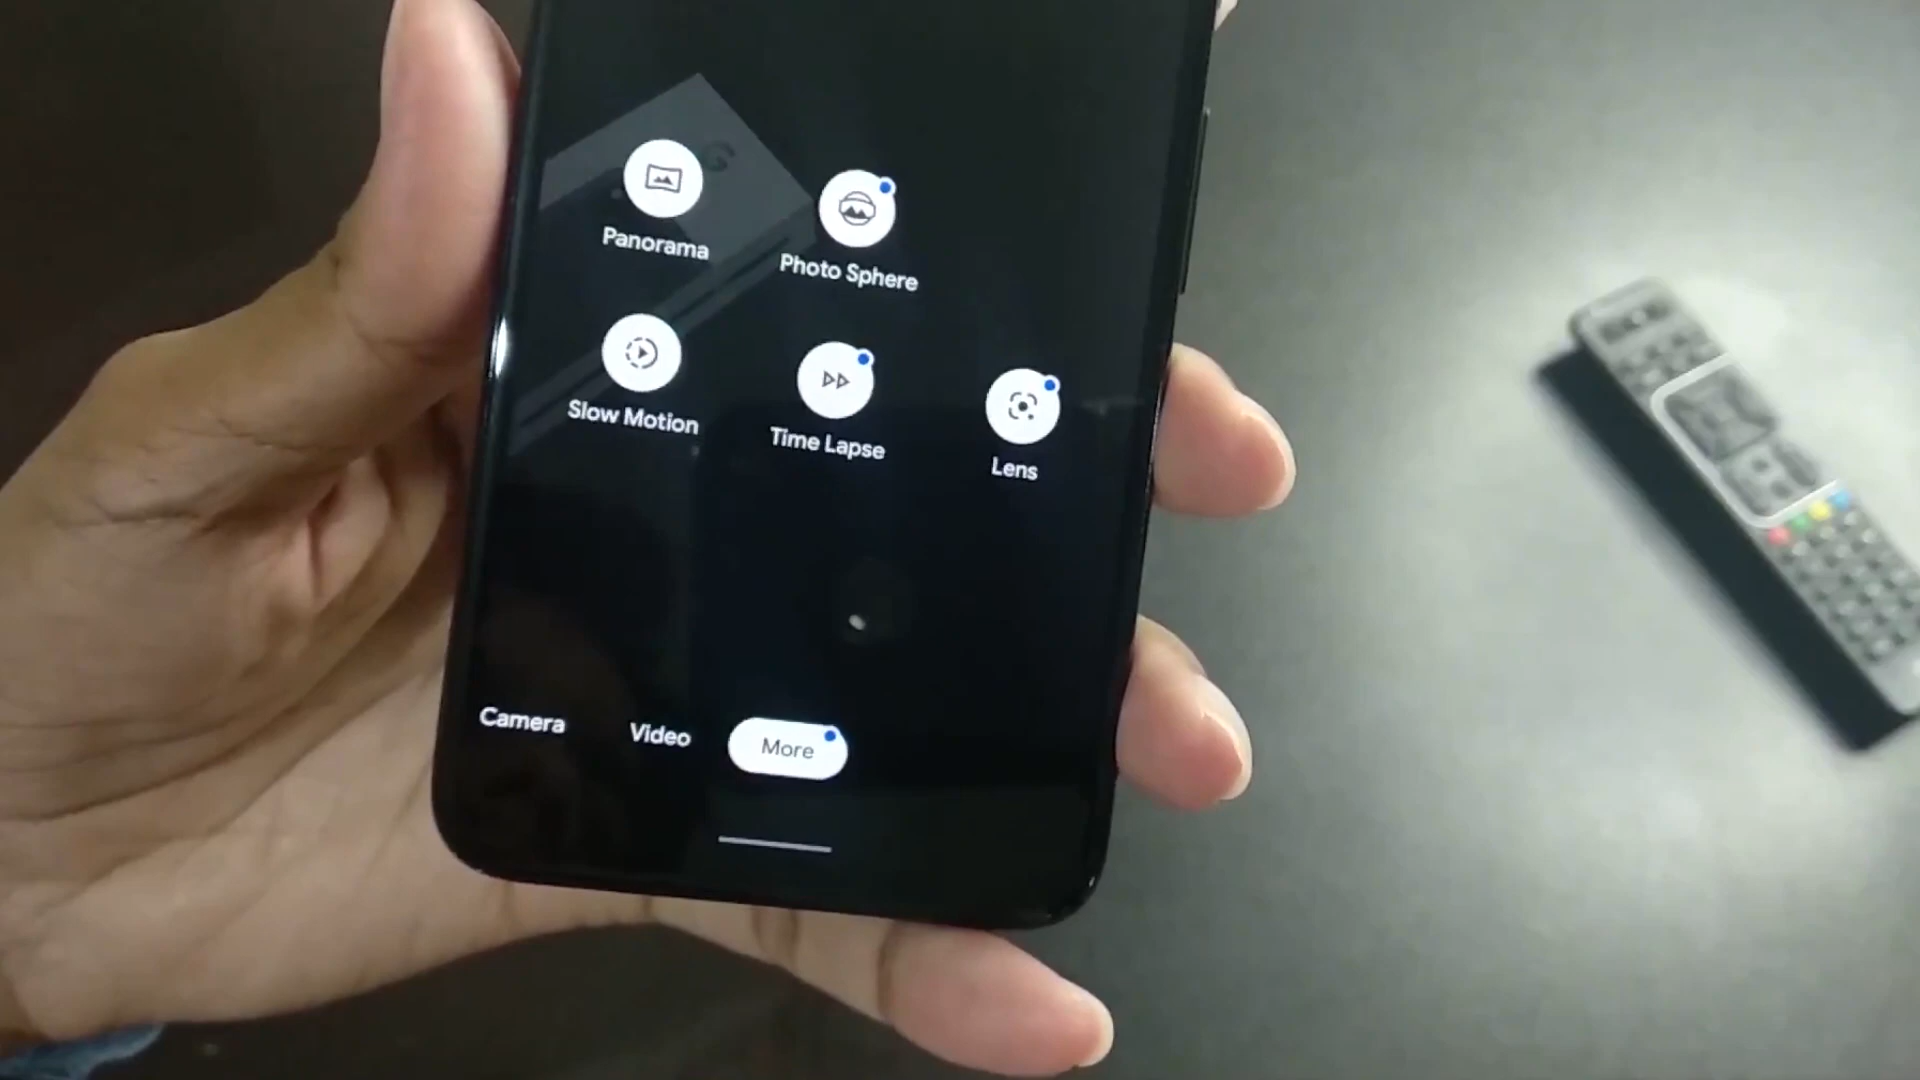 Panorama
Photo Sphere
Slow Motion
Time Lapse
Lens
Camera
Video
More